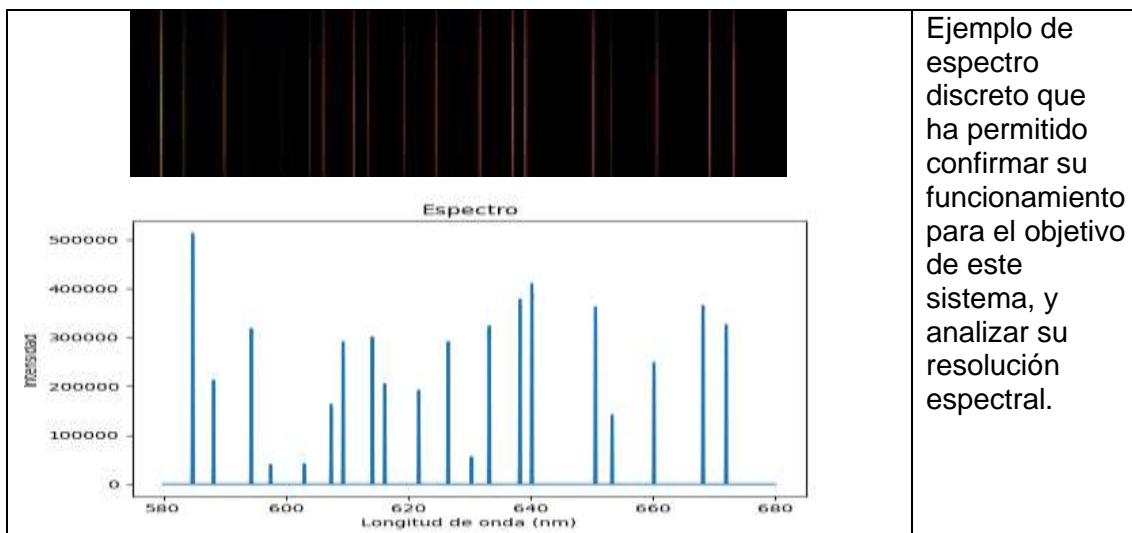 Ejemplo de
espectro
discreto que
ha permitido
confirmar su
funcionamiento
para el objetivo
de este
sistema, y
analizar su
resolución
espectral.
Espectro
500000
400000
300000
200000
100000
0
Intensidad
580 600 620 640 660 680
Longitud de onda (nm)